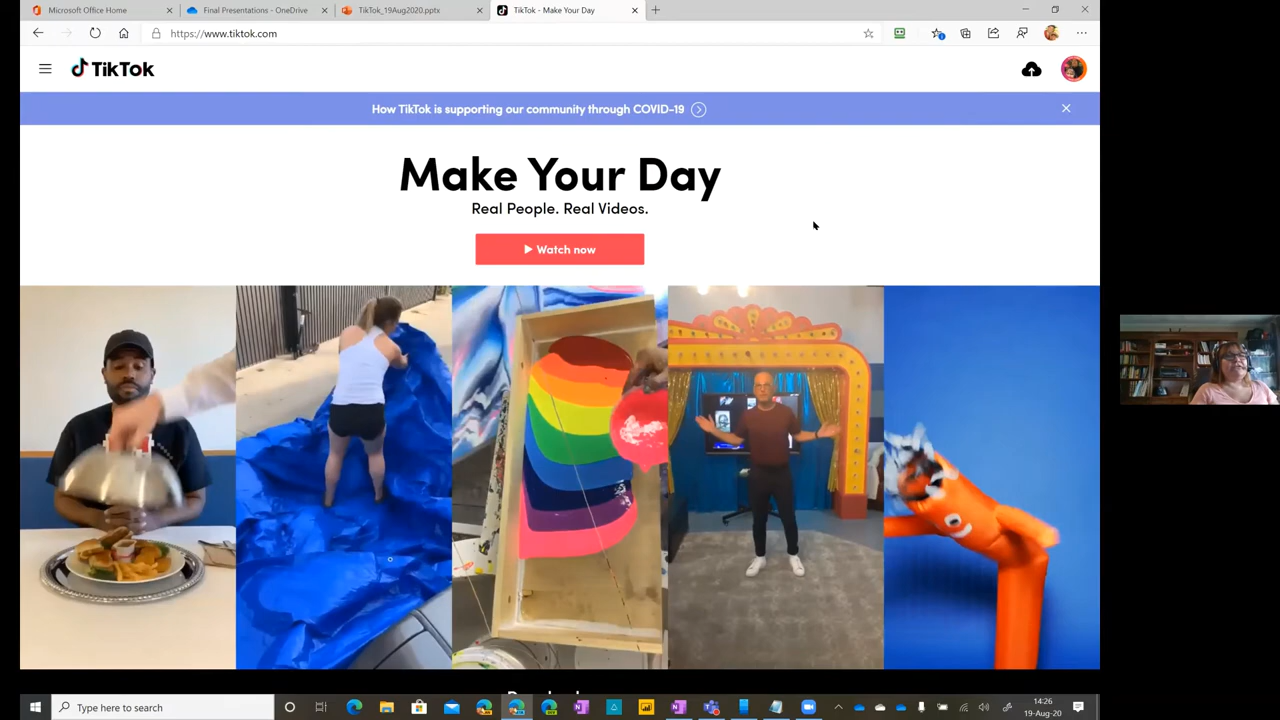 Microsoft Office Home
Final Presentations - OneDrive
TikTok_19Aug2020.pptx
TikTok - Make Your Day
https://www.tiktok.com
TikTok
How TikTok is supporting our community through COVID-19
Make Your Day
Real People. Real Videos.
Watch now
Type here to search
14:26
19-Aug-20